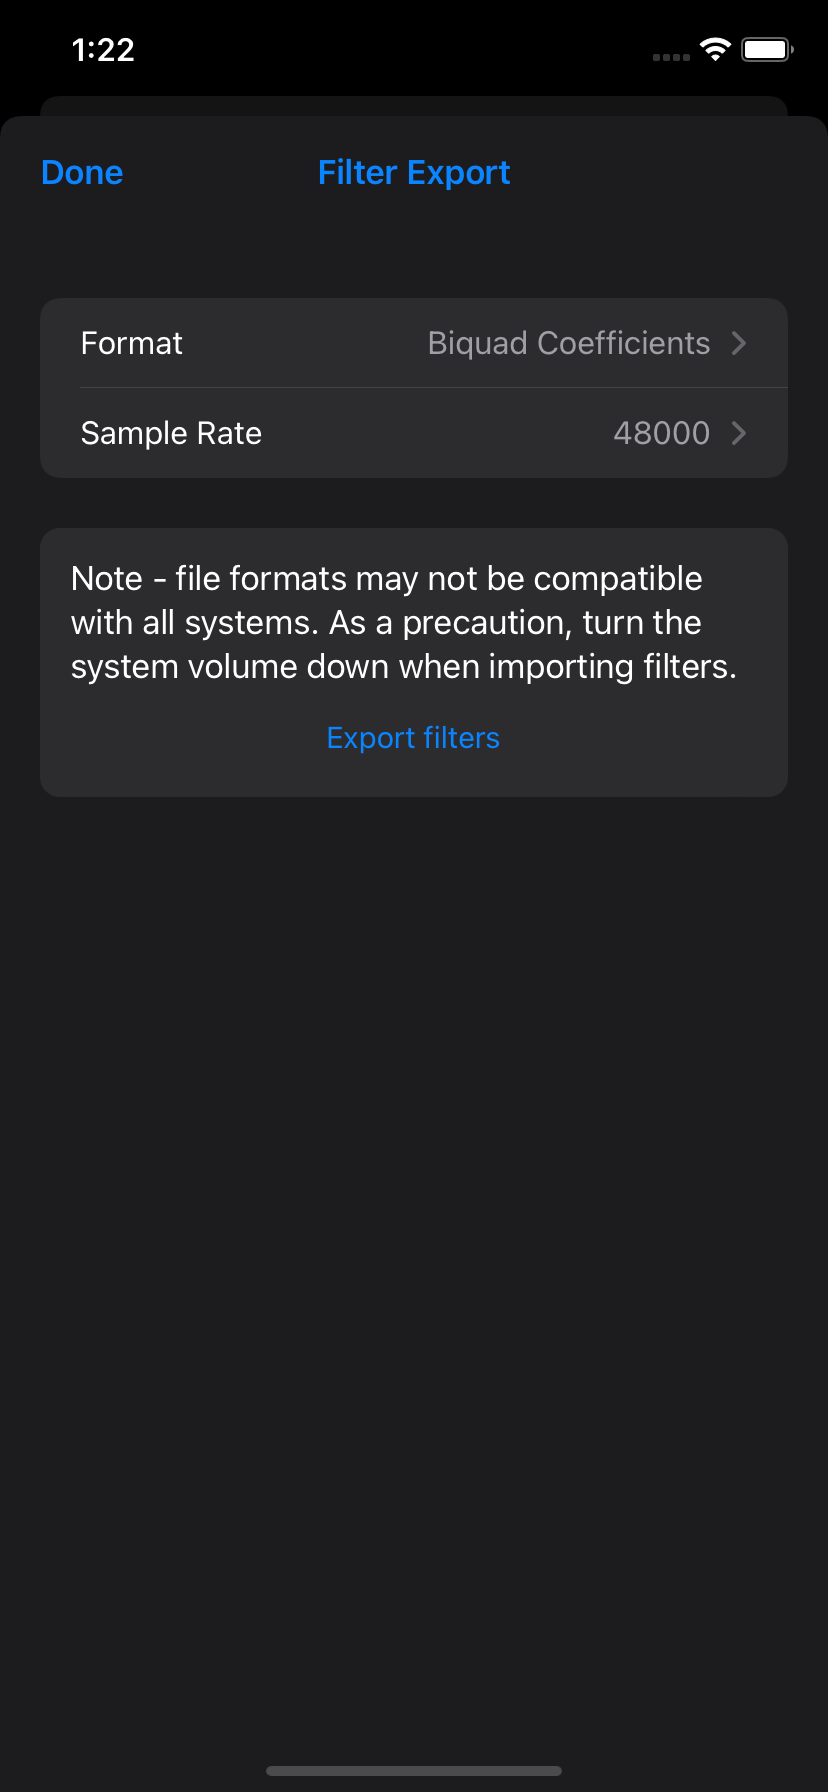 1:22
Done
Filter Export
Format
Biquad Coefficients
Sample Rate
48000
Note - file formats may not be compatible
with all systems. As a precaution, turn the
system volume down when importing filters.
Export filters